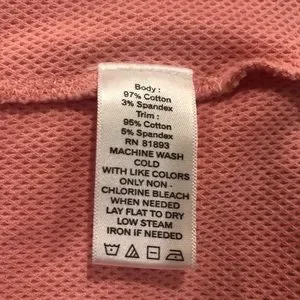 Body :
97% Cotton
3% Spandex
Trim :
95% Cotton
5% Spandex
RN 81893
MACHINE WASH
COLD
WITH LIKE COLORS
ONLY NON -
CHLORINE BLEACH
WHEN NEEDED
LAY FLAT TO DRY
LOW STEAM
IRON IF NEEDED